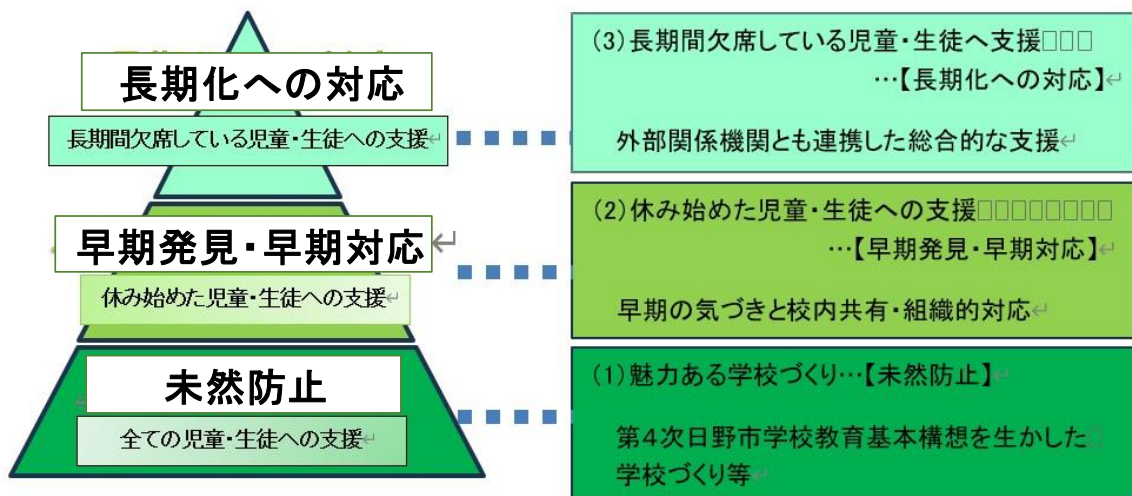 長期化への対応
長期間欠席している児童・生徒への支援↵
早期発見・早期対応↵
休み始めた児童・生徒への支援↵
未然防止
全ての児童・生徒への支援↵
(3)長期間欠席している児童・生徒へ支援□□□
…【長期化への対応】↵
外部関係機関とも連携した総合的な支援↵
(2)休み始めた児童・生徒への支援□□□□□□□□
…【早期発見・早期対応】↵
早期の気づきと校内共有・組織的対応↵
(1)魅力ある学校づくり…【未然防止】↵
第4次日野市学校教育基本構想を生かした□
学校づくり等↵